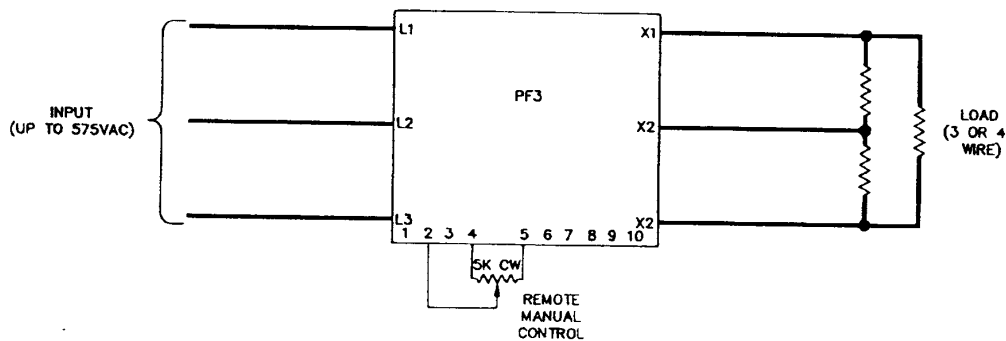 L1
X1
PF3
INPUT
(UP TO 575VAC)
L2
X2
LOAD
(3 OR 4
WIRE)
L3
X2
1 2 3 4 5 6 7 8 9 10
5K CW
REMOTE
MANUAL
CONTROL